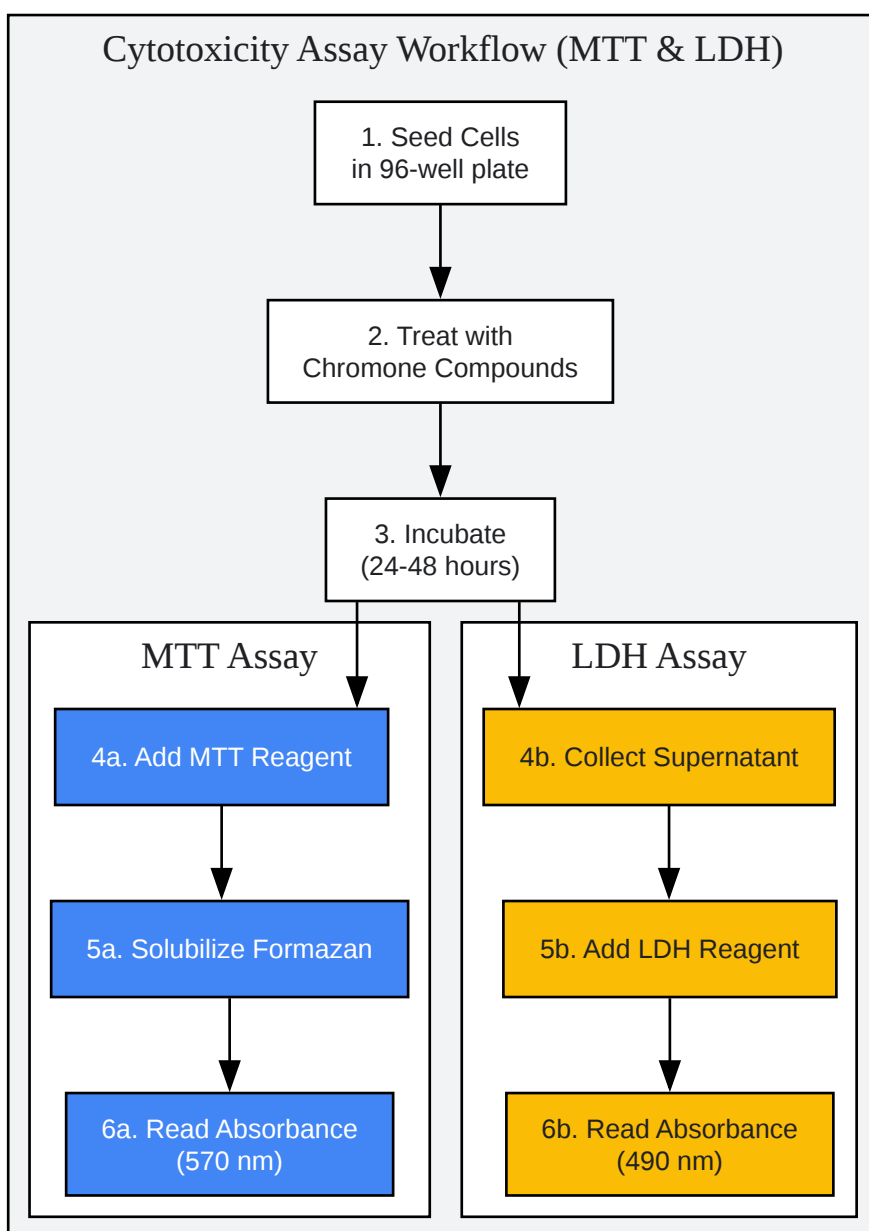 Cytotoxicity Assay Workflow (MTT & LDH)
1. Seed Cells
in 96-well plate
2. Treat with
Chromone Compounds
3. Incubate
(24-48 hours)
MTT Assay
4a. Add MTT Reagent
5a. Solubilize Formazan
6a. Read Absorbance
(570 nm)
LDH Assay
4b. Collect Supernatant
5b. Add LDH Reagent
6b. Read Absorbance
(490 nm)